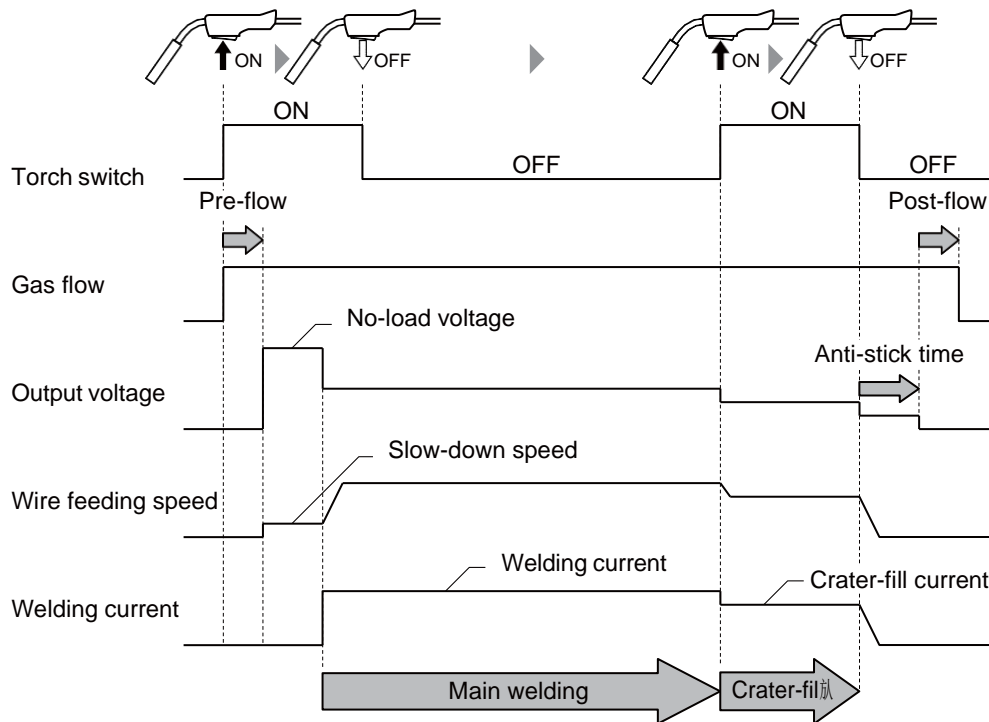 ON
OFF
ON
OFF
ON
ON
Torch switch
OFF
OFF
Pre-flow
Post-flow
Gas flow
No-load voltage
Anti-stick time
Output voltage
Slow-down speed
Wire feeding speed
Welding current
Crater-fill current
Welding current
Main welding